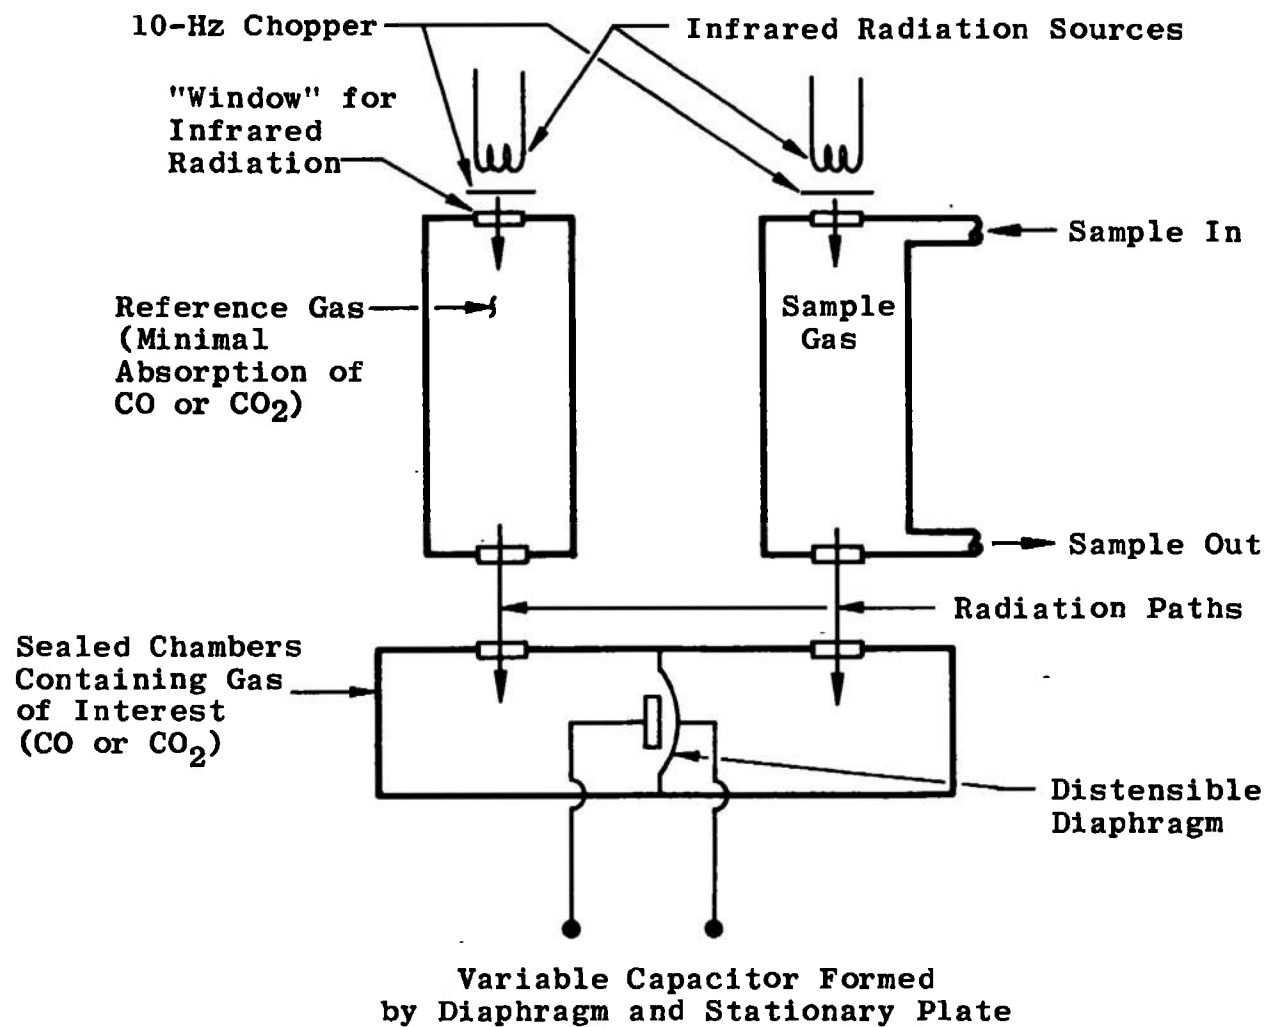 10-Hz Chopper
Infrared Radiation Sources
"Window" for
Infrared
Radiation
Sample In
Reference Gas
(Minimal
Absorption of
CO or CO2)
Sample
Gas
Sample Out
Radiation Paths
Sealed Chambers
Containing Gas
of Interest
(CO or CO2)
Distensible
Diaphragm
Variable Capacitor Formed
by Diaphragm and Stationary Plate